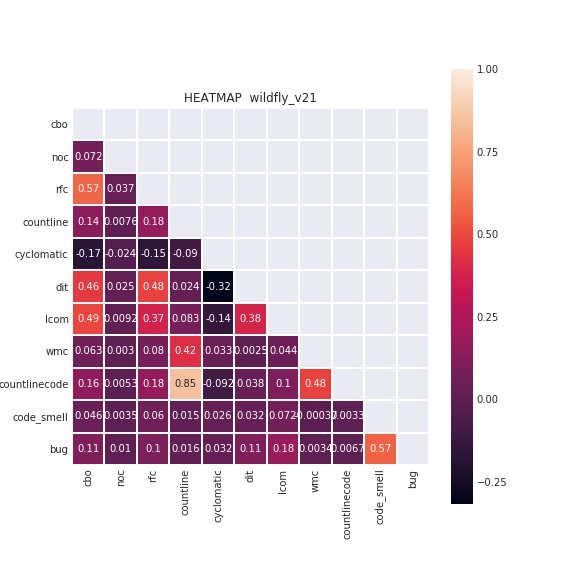 HEATMAP wildfly_v21
1.00
cbo
noc 0.072
0.75
rfc 0.57 0.037
countline 0.14 0.0076 0.18
0.50
cyclomatic -0.17 -0.024 -0.15 -0.09
dit 0.46 0.025 0.48 0.024 -0.32
0.25
lcom 0.49 0.0092 0.37 0.083 -0.14 0.38
wmc 0.063 0.003 0.08 0.42 0.033 0.0025 0.044
countlinecode 0.16 0.0053 0.18 0.85 -0.092 0.038 0.1 0.48
0.00
code_smell 0.046 0.0035 0.06 0.015 0.026 0.032 0.072 0.0033
bug 0.11 0.01 0.1 0.016 0.032 0.11 0.18 0.0034 0.0067 0.57
−0.25
cbo noc rfc countline cyclomatic dit lcom wmc countlinecode code_smell bug